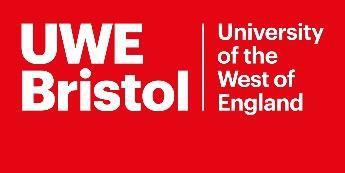 UWE
Bristol
University
of the
West of
England